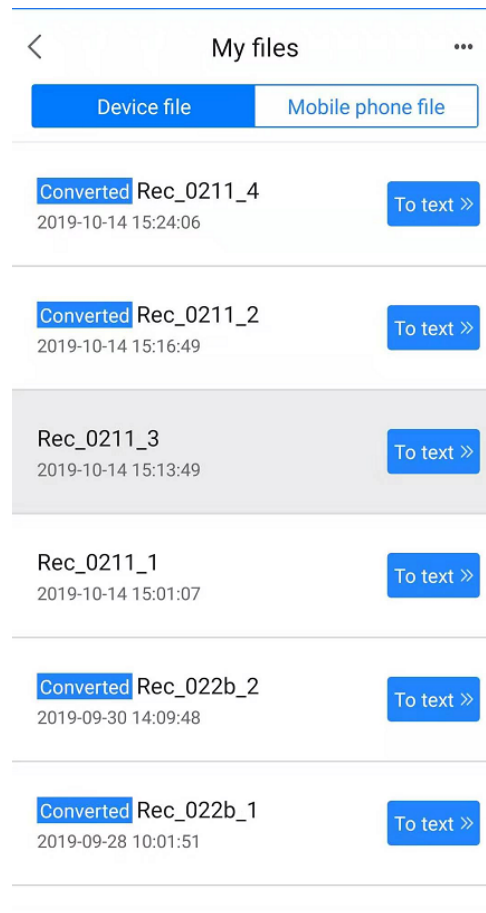 My files
Device file Mobile phone file
Converted Rec_0211_4
2019-10-14 15:24:06
To text »
Converted Rec_0211_2
2019-10-14 15:16:49
To text »
Rec_0211_3
2019-10-14 15:13:49
To text »
Rec_0211_1
2019-10-14 15:01:07
To text »
Converted Rec_022b_2
2019-09-30 14:09:48
To text »
Converted Rec_022b_1
2019-09-28 10:01:51
To text »